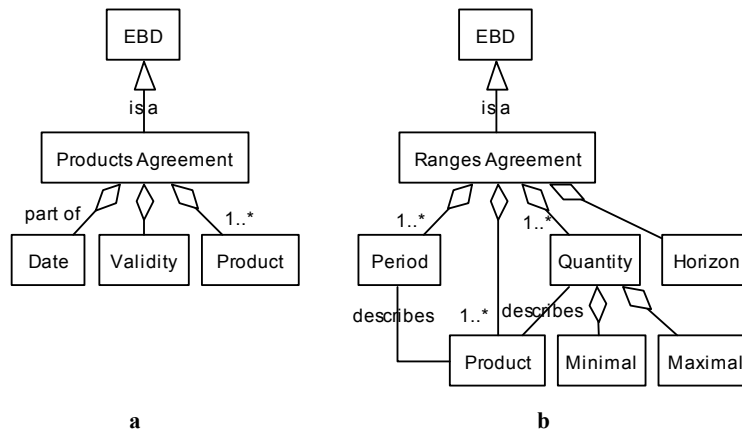 EBD
EBD
is a
is a
Products Agreement
Ranges Agreement
part of
1..*
1..*
1..*
Date
Validity
Product
Period
Quantity
Horizon
describes
1..*
describes
Product
Minimal
Maximal
a
b